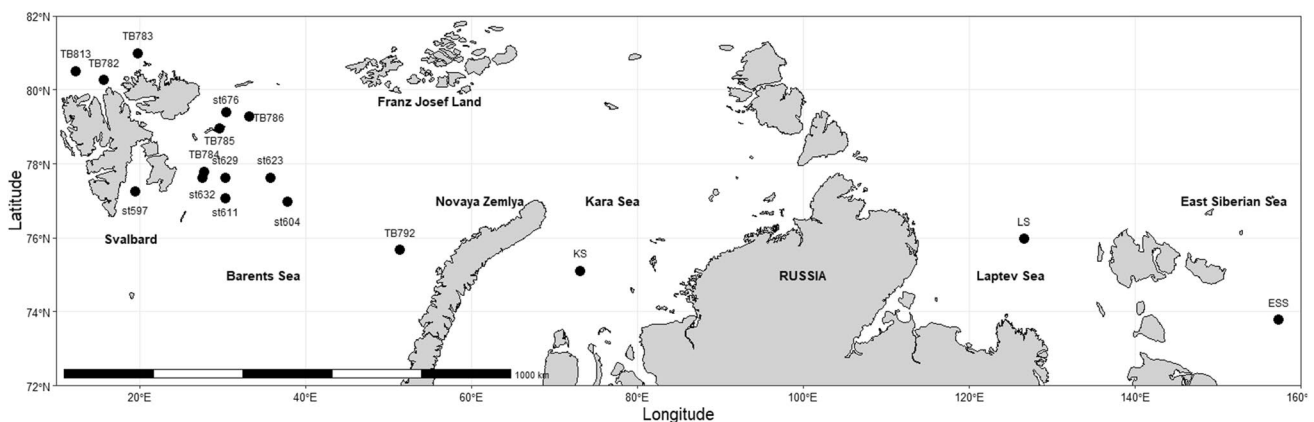 82°N
TB783
TB813
TB782
80°N
st676
Franz Josef Land
TB786
TB785
78°N
TB784
st629
st623
st632
st597
st611
st604
Novaya Zemlya
Kara Sea
East Siberian Sea
Svalbard
TB792
LS
76°N
KS
Barents Sea
RUSSIA
Laptev Sea
ESS
74°N
1000 km
72°N
20°E
40°E
60°E
80°E
100°E
120°E
140°E
Longitude
Latitude